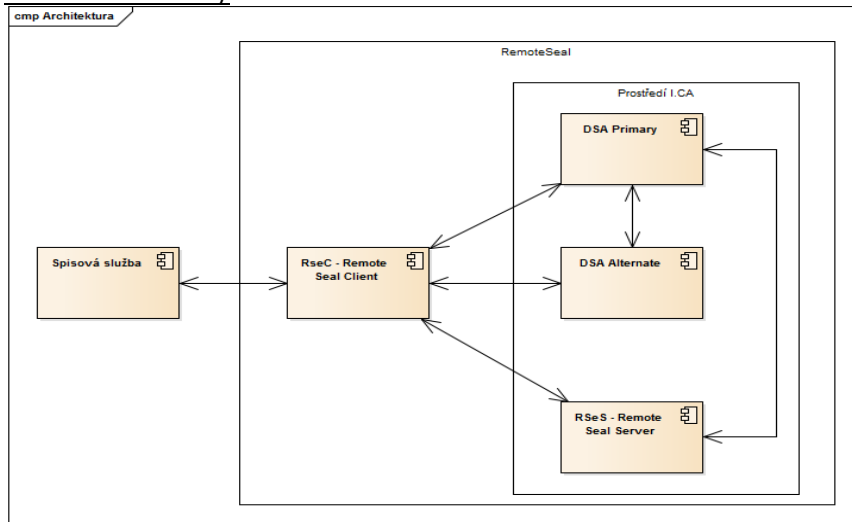 cmp Architektura
RemoteSeal
Prostředí I.CA
DSA Primary
Spisová služba
RseC - Remote
Seal Client
DSA Alternate
RSeS - Remote
Seal Server